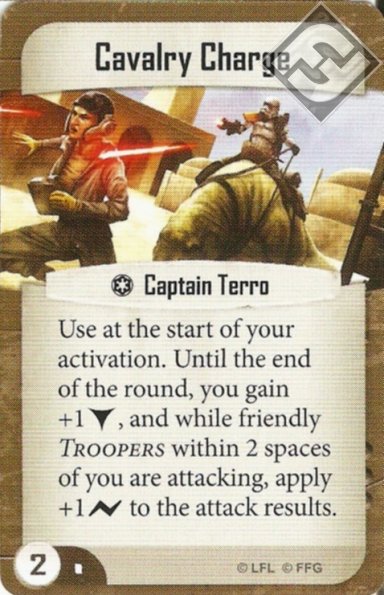 Cavalry Charge
Captain Terro
Use at the start of your
activation. Until the end
of the round, you gain
+1 , and while friendly
TROOPERS within 2 spaces
of you are attacking, apply
+1 to the attack results.
2
© LFL © FFG